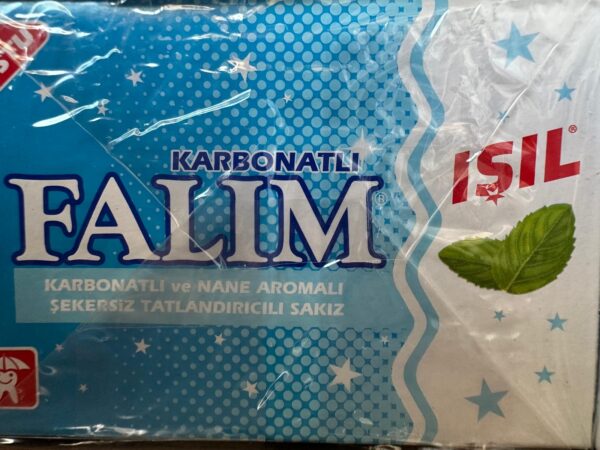 KARBONATLI
FALIM®
KARBONATLI ve NANE AROMALI
ŞEKERSİZ TATLANDIRICILI SAKIZ
IŞIL®